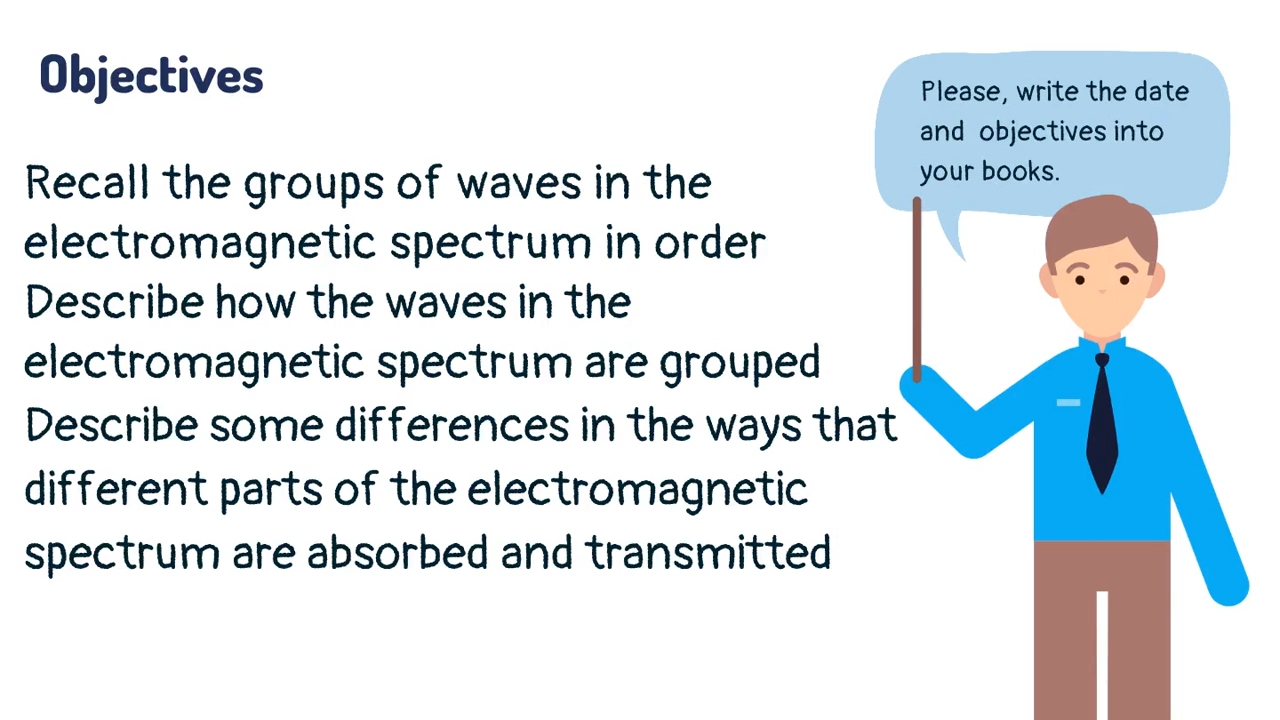 Objectives
Recall the groups of waves in the
electromagnetic spectrum in order
Describe how the waves in the
electromagnetic spectrum are grouped
Describe some differences in the ways that
different parts of the electromagnetic
spectrum are absorbed and transmitted
Please, write the date
and objectives into
your books.